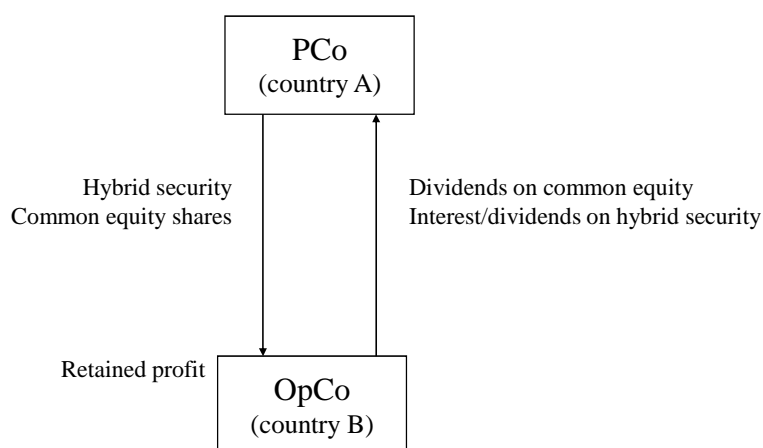 PCo
(country A)
Hybrid security
Common equity shares
Dividends on common equity
Interest/dividends on hybrid security
Retained profit
OpCo
(country B)